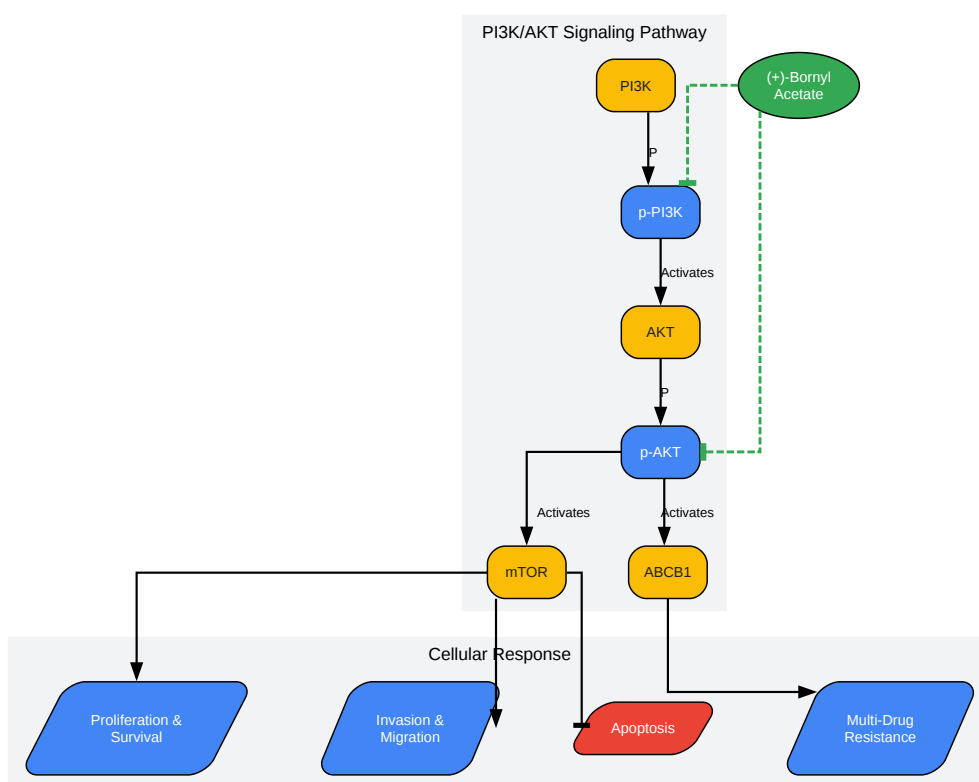 PI3K/AKT Signaling Pathway
PI3K
(+)-Bornyl
Acetate
P
p-PI3K
Activates
AKT
P
p-AKT
Activates
Activates
mTOR
ABCB1
Cellular Response
Proliferation &
Survival
Invasion &
Migration
Apoptosis
Multi-Drug
Resistance